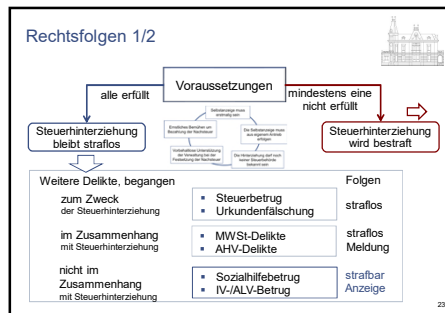 Rechtsfolgen 1/2
Voraussetzungen
alle erfüllt
mindestens eine
nicht erfüllt
Selbstanzeige muss
erstmalig sein
Die Selbstanzeige muss
aus eigenem Antrieb
erfolgen
Die Hinterziehung darf noch
keiner Steuerbehörde
bekannt sein
Vorbehaltlose Unterstützung
der Verwaltung bei der
Festsetzung der Nachsteuer
Ernstliches Bemühen um
Bezahlung der Nachsteuer
Steuerhinterziehung
bleibt straflos
Steuerhinterziehung
wird bestraft
Weitere Delikte, begangen
Folgen
zum Zweck
der Steuerhinterziehung
▪ Steuerbetrug
▪ Urkundenfälschung
straflos
im Zusammenhang
mit Steuerhinterziehung
▪ MWSt-Delikte
▪ AHV-Delikte
straflos
Meldung
nicht im
Zusammenhang
mit Steuerhinterziehung
▪ Sozialhilfebetrug
▪ IV-/ALV-Betrug
strafbar
Anzeige
23